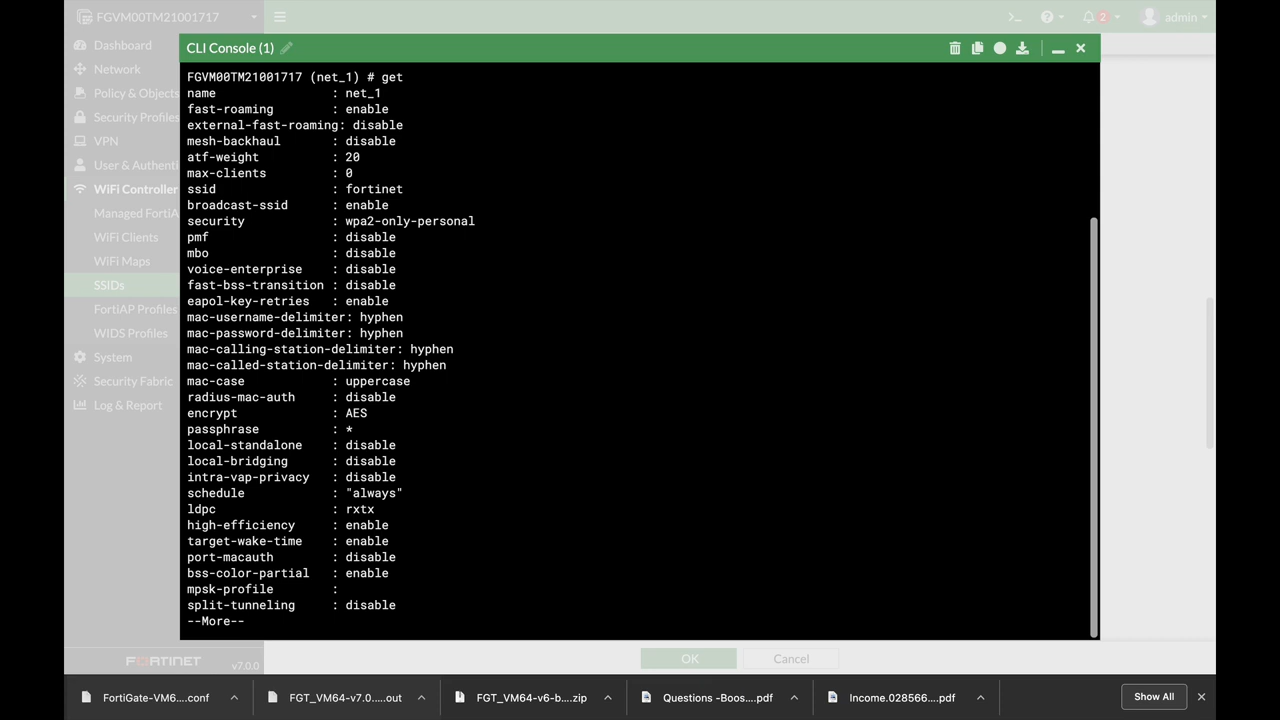 FGVM00TM21001717
2
admin
Dashboard
Network
Policy & Objects
Security Profiles
VPN
User & Authenti
WiFi Controller
Managed FortiA
WiFi Clients
WiFi Maps
SSIDs
FortiAP Profiles
WIDS Profiles
System
Security Fabric
Log & Report
FORTINET v7.0.0
CLI Console (1)
FGVM00TM21001717 (net_1) # get
name : net_1
fast-roaming : enable
external-fast-roaming: disable
mesh-backhaul : disable
atf-weight : 20
max-clients : 0
ssid : fortinet
broadcast-ssid : enable
security : wpa2-only-personal
pmf : disable
mbo : disable
voice-enterprise : disable
fast-bss-transition : disable
eapol-key-retries : enable
mac-username-delimiter: hyphen
mac-password-delimiter: hyphen
mac-calling-station-delimiter: hyphen
mac-called-station-delimiter: hyphen
mac-case : uppercase
radius-mac-auth : disable
encrypt : AES
passphrase : *
local-standalone : disable
local-bridging : disable
intra-vap-privacy : disable
schedule : "always"
ldpc : rxtx
high-efficiency : enable
target-wake-time : enable
port-macauth : disable
bss-color-partial : enable
mpsk-profile :
split-tunneling : disable
--More--
OK Cancel
FortiGate-VM6....conf FGT_VM64-v7.0.....out FGT_VM64-v6-b....zip Questions -Boos....pdf Income.028566....pdf Show All